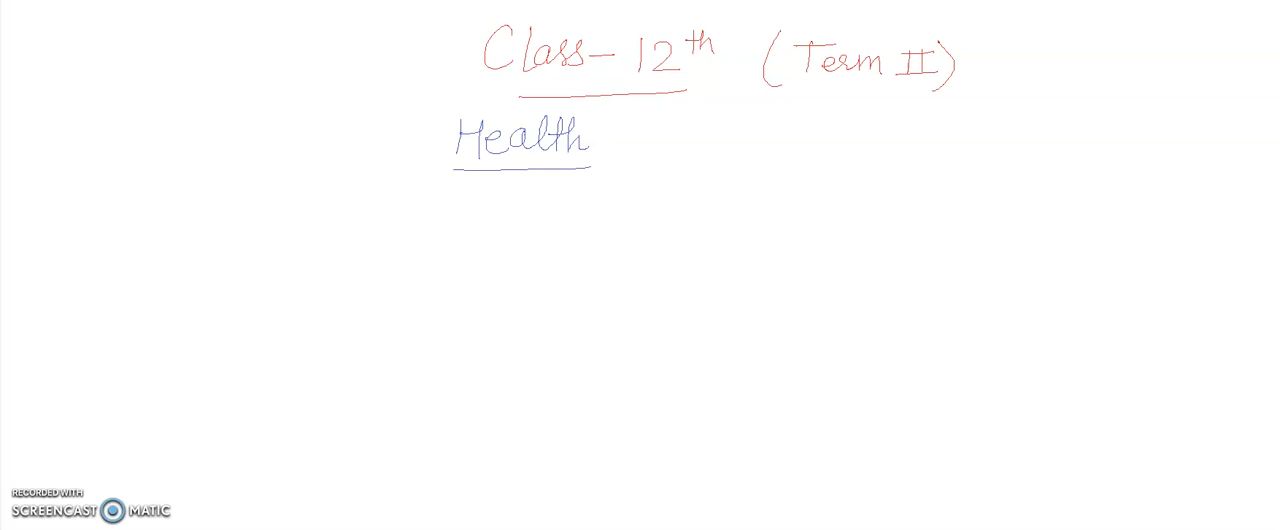 Class - 12th (Term II)
Health
RECORDED WITH
SCREENCAST MATIC